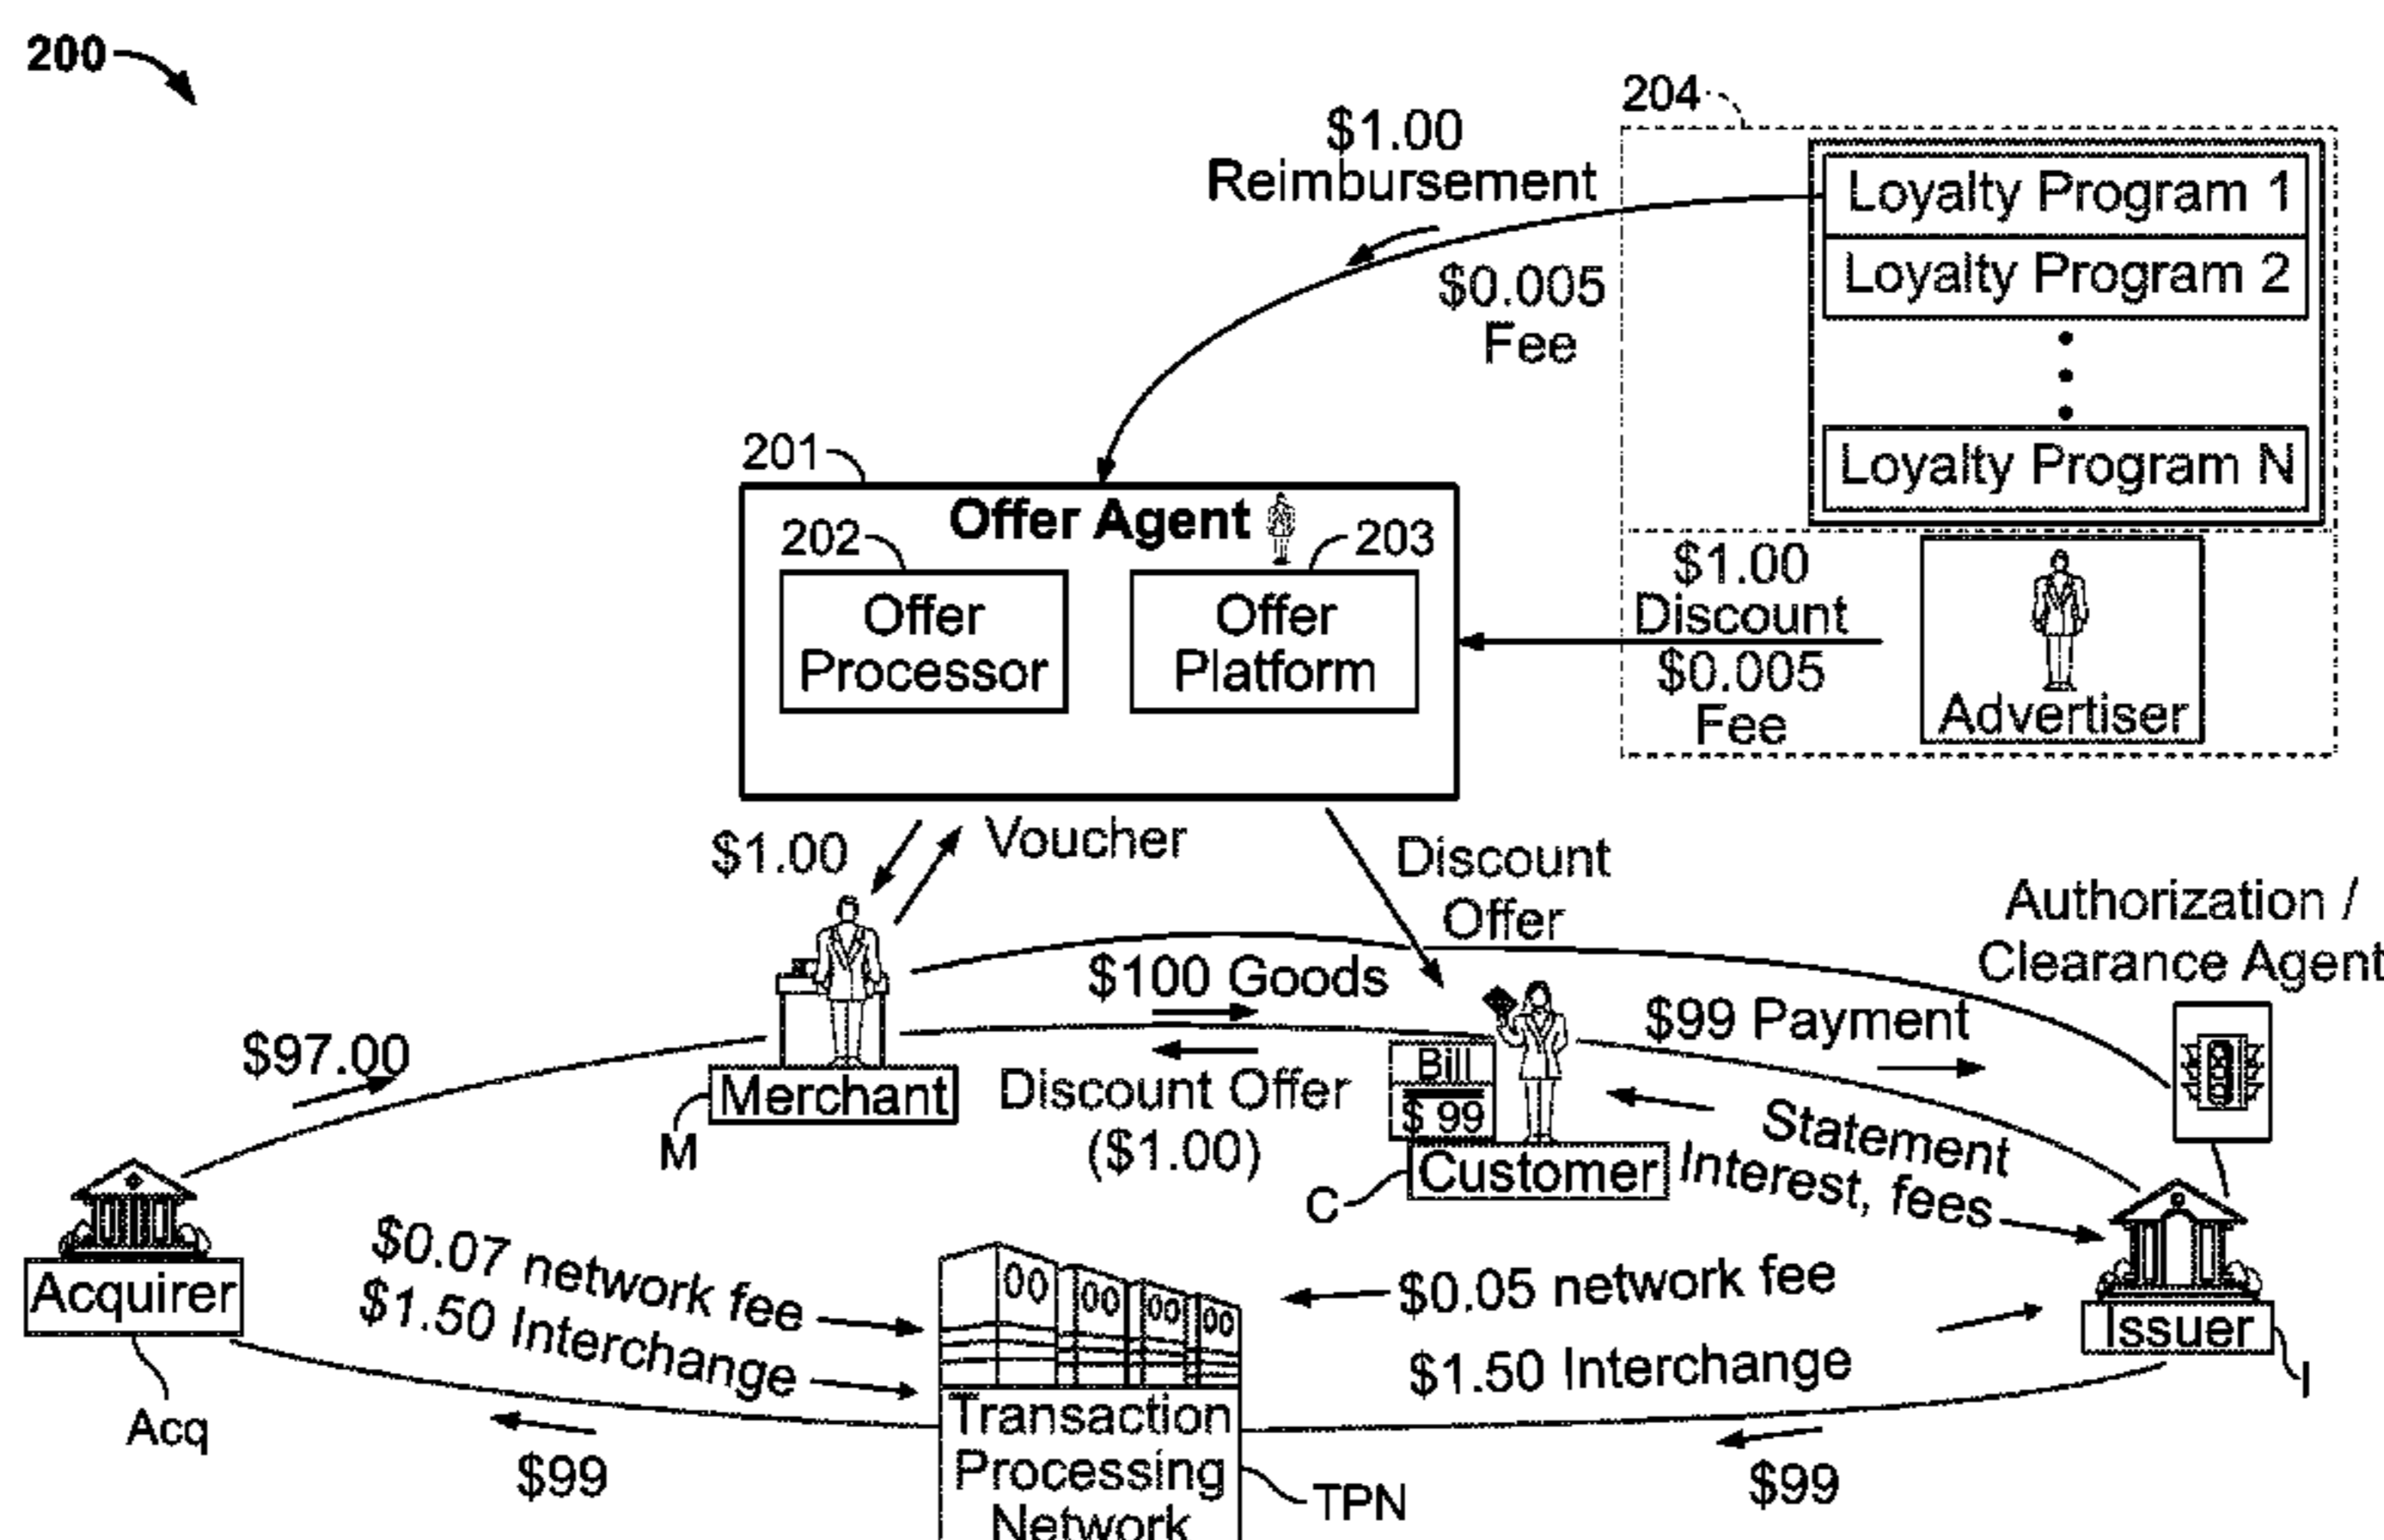 200
204
$1.00
Reimbursement
$0.005
Fee
Loyalty Program 1
Loyalty Program 2
Loyalty Program N
201
Offer Agent
202
203
Offer
Processor
Offer
Platform
$1.00
Discount
$0.005
Fee
Advertiser
$1.00
Voucher
Discount
Offer
Authorization /
Clearance Agent
$97.00
$100 Goods
$99 Payment
Merchant
M
Discount Offer
($1.00)
Bill
$ 99
Customer
C
Statement
Interest, fees
Acquirer
Acq
$0.07 network fee
$1.50 Interchange
$99
00
00
00
00
Transaction
Processing
Network
TPN
$0.05 network fee
$1.50 Interchange
$99
Issuer
I